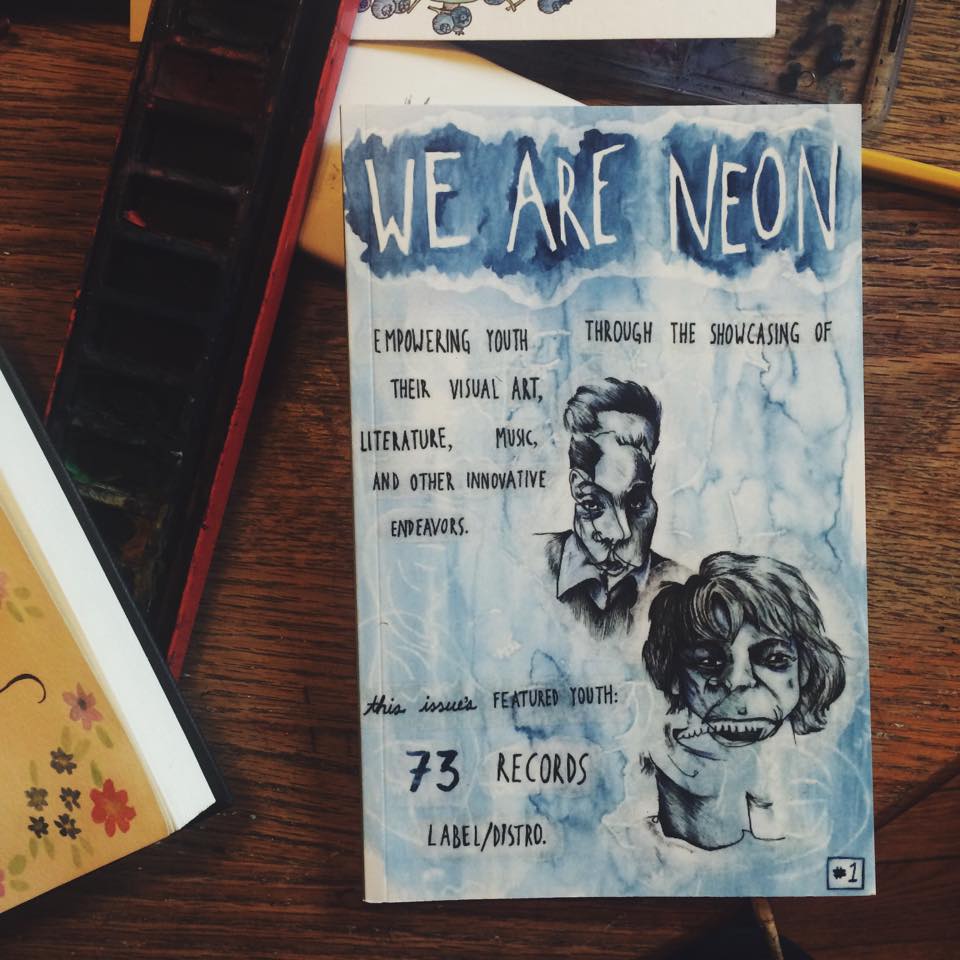 WE ARE NEON
EMPOWERING YOUTH THROUGH THE SHOWCASING OF
THEIR VISUAL ART,
LITERATURE, MUSIC,
AND OTHER INNOVATIVE
ENDEAVORS.
this issue's FEATURED YOUTH:
73 RECORDS
LABEL/DISTRO.
#1